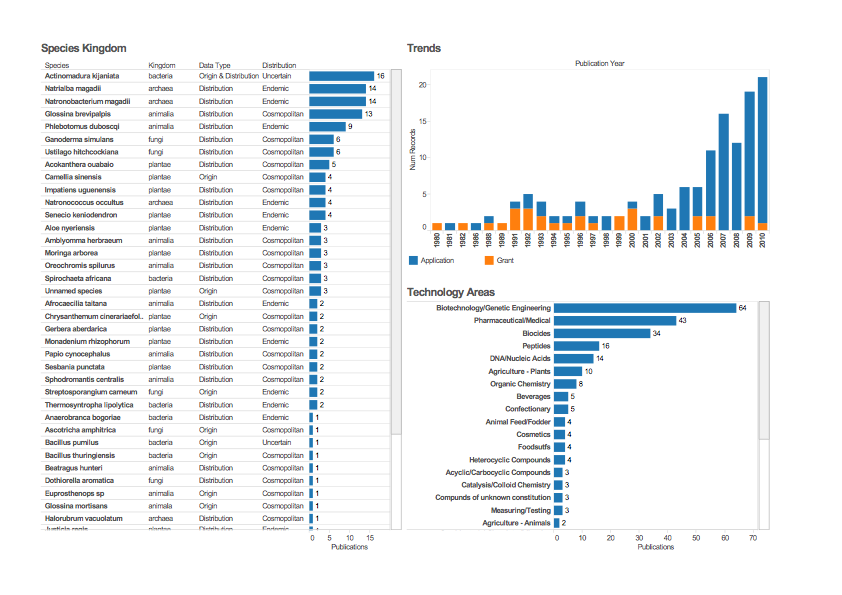 Species Kingdom
Species Kingdom Data Type Distribution
Actinomadura kijaniata bacteria Origin & Distribution Uncertain 16
Natrialba magadii archaea Distribution Endemic 14
Natronobacterium magadii archaea Distribution Endemic 14
Glossina brevipalpis animalia Distribution Cosmopolitan 13
Phlebotomus duboscqi animalia Distribution Endemic 9
Ganoderma simulans fungi Distribution Cosmopolitan 6
Ustilago hitchcockiana fungi Distribution Cosmopolitan 6
Acokanthera ouabaio plantae Distribution Cosmopolitan 5
Camellia sinensis plantae Origin Cosmopolitan 4
Impatiens uguenensis plantae Distribution Cosmopolitan 4
Natronococcus occultus archaea Distribution Endemic 4
Senecio keniodendron plantae Distribution Endemic 4
Aloe nyeriensis plantae Distribution Endemic 3
Amblyomma herbraeum animalia Distribution Cosmopolitan 3
Moringa arborea plantae Distribution Cosmopolitan 3
Oreochromis spilurus animalia Distribution Cosmopolitan 3
Spirochaeta africana bacteria Distribution Cosmopolitan 3
Unnamed species plantae Origin Cosmopolitan 3
Afrocaecilia taitana animalia Distribution Endemic 2
Chrysanthemum cinerariaefol.. plantae Origin Cosmopolitan 2
Gerbera aberdarica plantae Distribution Cosmopolitan 2
Monadenium rhizophorum plantae Distribution Endemic 2
Papio cynocephalus animalia Distribution Cosmopolitan 2
Sesbania punctata plantae Distribution Cosmopolitan 2
Sphodromantis centralis animalia Distribution Cosmopolitan 2
Streptosporangium carneum fungi Origin Endemic 2
Thermosyntropha lipolytica bacteria Distribution Endemic 2
Anaerobranca bogoriae bacteria Distribution Endemic 1
Ascotricha amphitrica fungi Origin Cosmopolitan 1
Bacillus pumilus bacteria Origin Uncertain 1
Bacillus thuringiensis bacteria Origin Cosmopolitan 1
Beatragus hunteri animalia Distribution Cosmopolitan 1
Dothiorella aromatica fungi Distribution Cosmopolitan 1
Euprosthenops sp animalia Origin Cosmopolitan 1
Glossina mortisans animala Origin Cosmopolitan 1
Halorubrum vacuolatum archaea Distribution Cosmopolitan 1
0 5 10 15
Publications
Trends
Publication Year
Num Records
20
15
10
5
0
1980 1981 1982 1986 1988 1989 1991 1992 1993 1994 1995 1996 1997 1998 1999 2000 2001 2002 2003 2004 2005 2006 2007 2008 2009 2010
Application Grant
Technology Areas
Biotechnology/Genetic Engineering 64
Pharmaceutical/Medical 43
Biocides 34
Peptides 16
DNA/Nucleic Acids 14
Agriculture - Plants 10
Organic Chemistry 8
Beverages 5
Confectionary 5
Animal Feed/Fodder 4
Cosmetics 4
Foodsutfs 4
Heterocyclic Compounds 4
Acyclic/Carbocyclic Compounds 3
Catalysis/Colloid Chemistry 3
Compunds of unknown constitution 3
Measuring/Testing 3
Agriculture - Animals 2
0 10 20 30 40 50 60 70
Publications